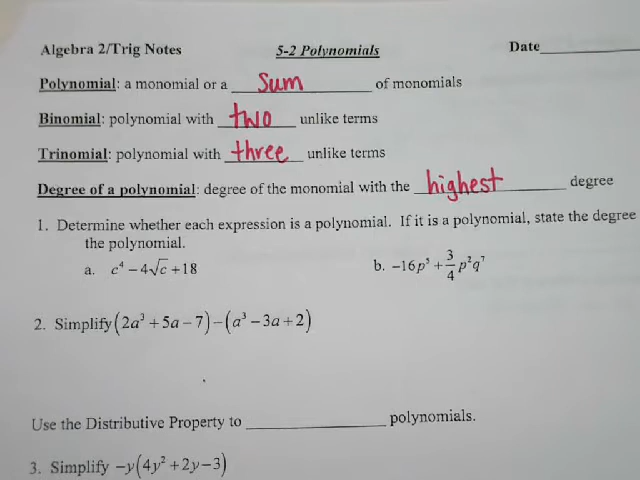 Algebra 2/Trig Notes 5-2 Polynomials Date____________
Polynomial: a monomial or a sum of monomials
Binomial: polynomial with two unlike terms
Trinomial: polynomial with three unlike terms
Degree of a polynomial: degree of the monomial with the highest degree
1. Determine whether each expression is a polynomial. If it is a polynomial, state the degree
the polynomial.
a. c⁴ – 4√c + 18 b. –16p⁵ + 3/4 p²q⁷
2. Simplify (2a³ + 5a – 7) – (a³ – 3a + 2)
Use the Distributive Property to ________________ polynomials.
3. Simplify –y(4y² + 2y – 3)